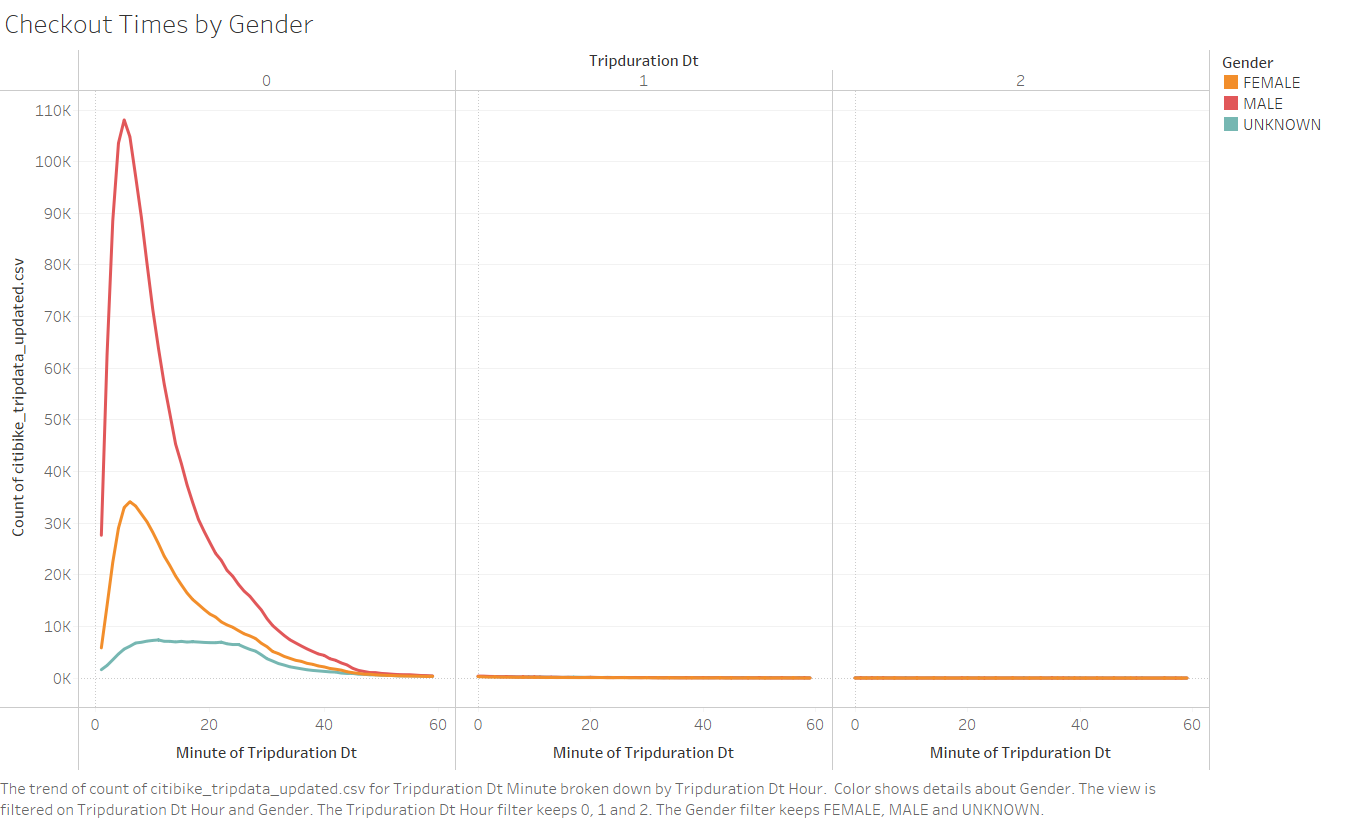 Checkout Times by Gender
Tripduration Dt
0 1 2
Gender
FEMALE
MALE
UNKNOWN
Count of citibike_tripdata_updated.csv
110K
100K
90K
80K
70K
60K
50K
40K
30K
20K
10K
0K
0 20 40 60 0 20 40 60 0 20 40 60
Minute of Tripduration Dt Minute of Tripduration Dt Minute of Tripduration Dt
The trend of count of citibike_tripdata_updated.csv for Tripduration Dt Minute broken down by Tripduration Dt Hour.  Color shows details about Gender. The view is
filtered on Tripduration Dt Hour and Gender. The Tripduration Dt Hour filter keeps 0, 1 and 2. The Gender filter keeps FEMALE, MALE and UNKNOWN.